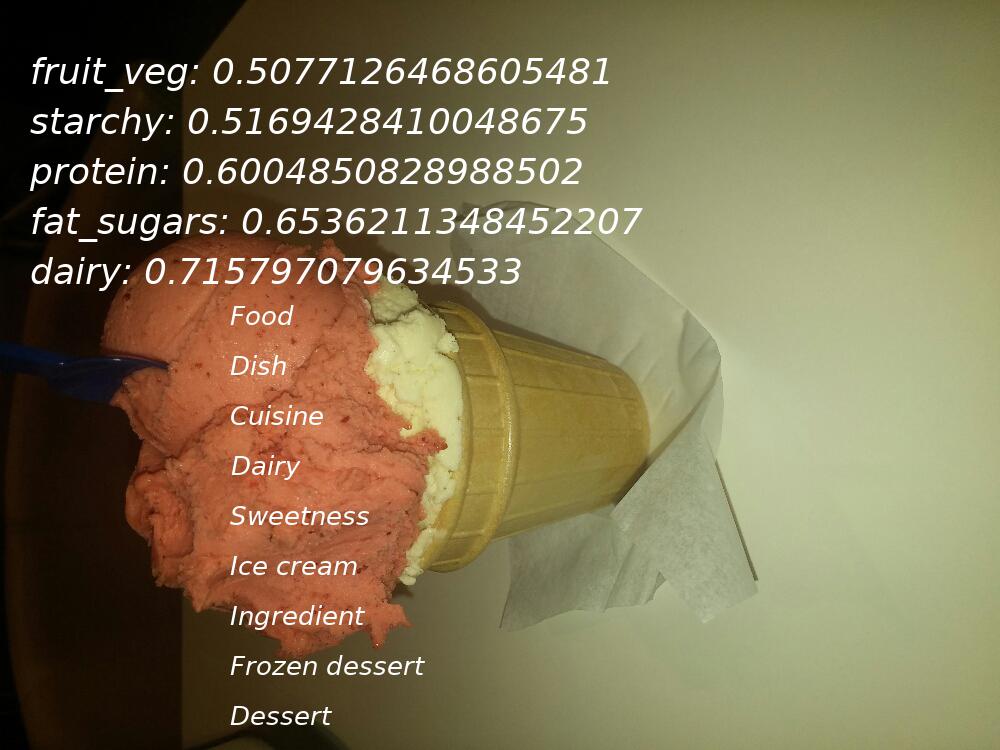 fruit_veg: 0.5077126468605481
starchy: 0.5169428410048675
protein: 0.6004850828988502
fat_sugars: 0.6536211348452207
dairy: 0.715797079634533
Food
Dish
Cuisine
Dairy
Sweetness
Ice cream
Ingredient
Frozen dessert
Dessert